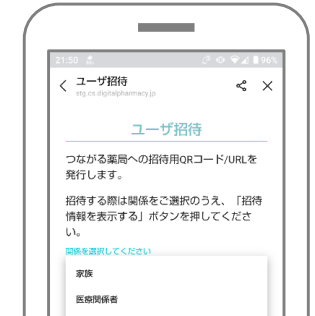 21:50
96%
ユーザ招待
stg.cs.digitalpharmacy.jp
ユーザ招待
つながる薬局への招待用QRコード/URLを
発行します。
招待する際は関係をご選択のうえ、「招待
情報を表示する」ボタンを押してくださ
い。
関係を選択してください
家族
医療関係者